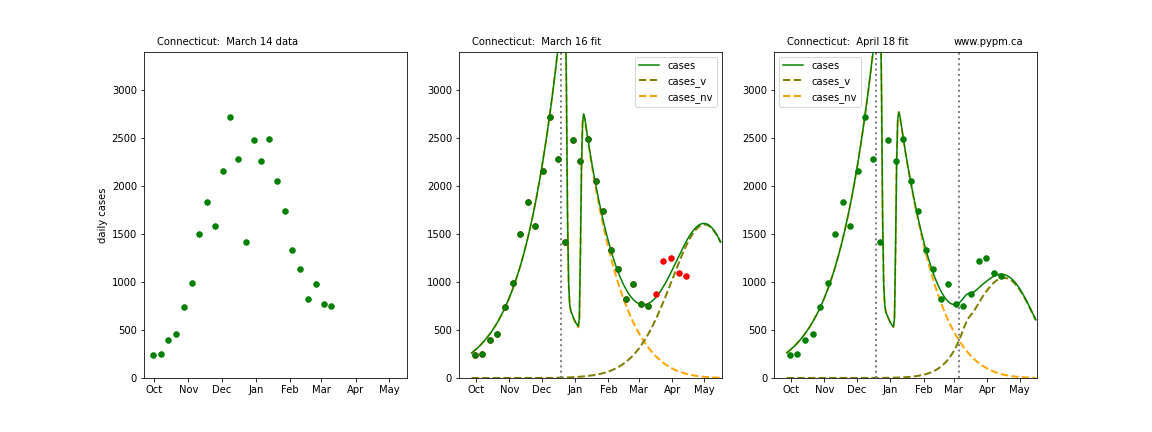 Connecticut: March 14 data
daily cases
3000
2500
2000
1500
1000
500
0
Oct Nov Dec Jan Feb Mar Apr May
Connecticut: March 16 fit
cases
cases_v
cases_nv
3000
2500
2000
1500
1000
500
0
Oct Nov Dec Jan Feb Mar Apr May
Connecticut: April 18 fit www.pypm.ca
cases
cases_v
cases_nv
3000
2500
2000
1500
1000
500
0
Oct Nov Dec Jan Feb Mar Apr May